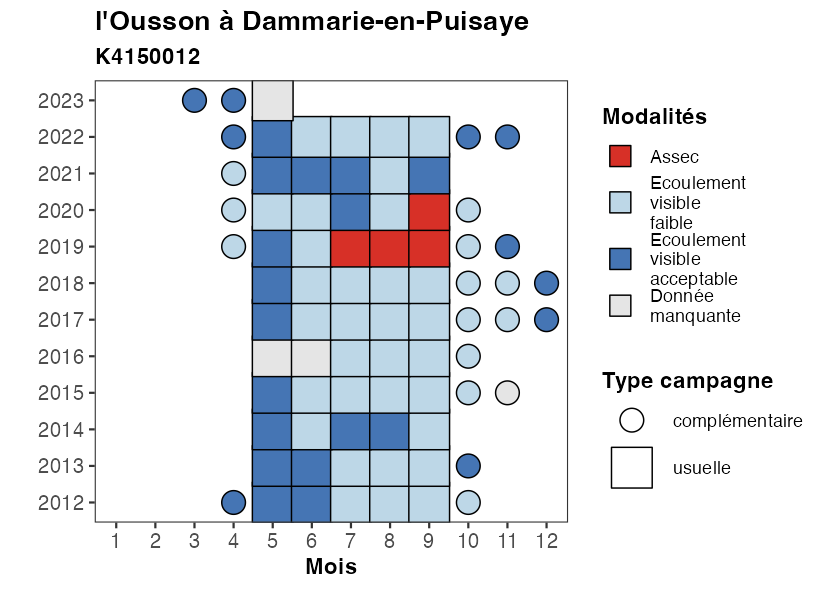 l'Ousson à Dammarie-en-Puisaye
K4150012
2023
2022
2021
2020
2019
2018
2017
2016
2015
2014
2013
2012
1 2 3 4 5 6 7 8 9 10 11 12
Mois
Modalités
Assec
Ecoulement
visible
faible
Ecoulement
visible
acceptable
Donnée
manquante
Type campagne
complémentaire
usuelle